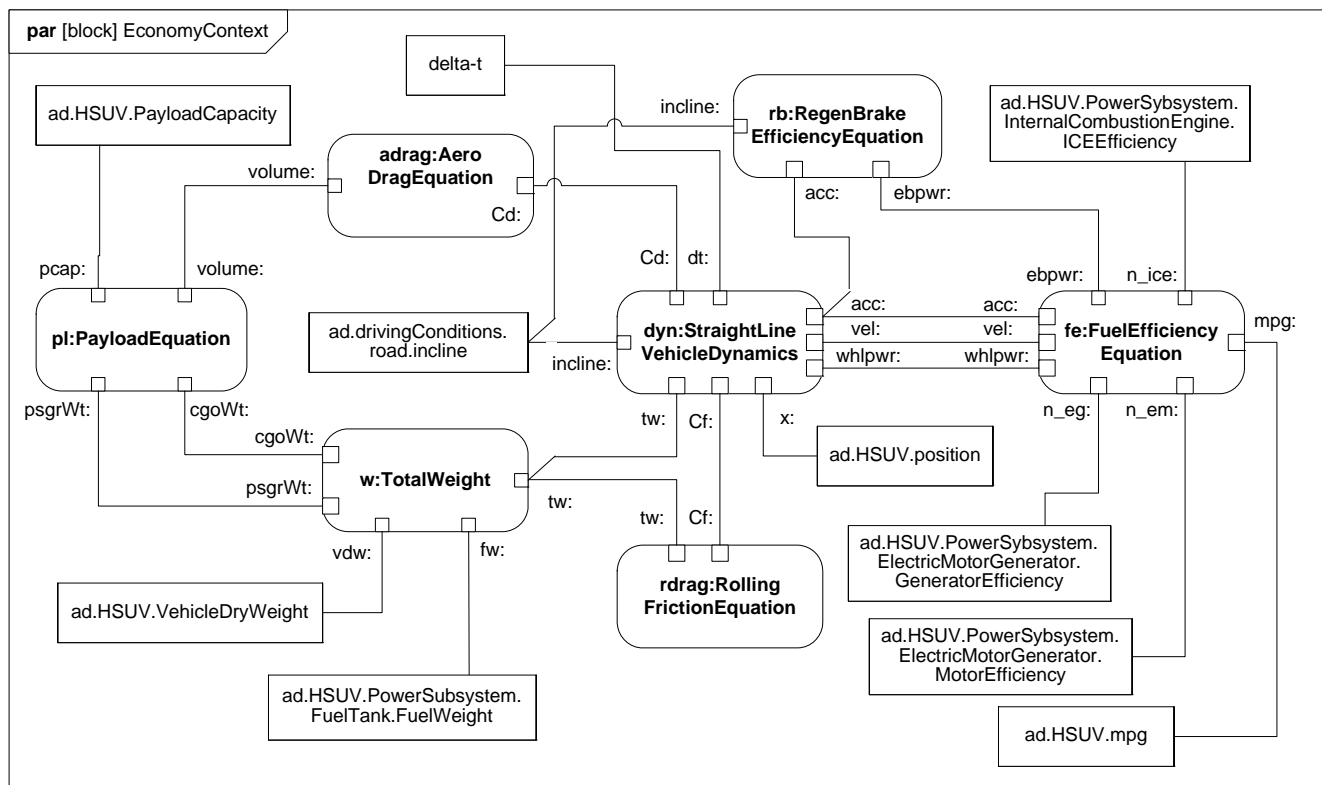 par [block] EconomyContext
delta-t
ad.HSUV.PayloadCapacity
incline:
rb:RegenBrake
EfficiencyEquation
ad.HSUV.PowerSybsystem.
InternalCombustionEngine.
ICEEfficiency
adrag:Aero
DragEquation
volume:
Cd:
acc:
ebpwr:
pcap:
volume:
Cd:
dt:
ebpwr:
n_ice:
pl:PayloadEquation
ad.drivingConditions.
road.incline
incline:
dyn:StraightLine
VehicleDynamics
acc:
vel:
whlpwr:
acc:
vel:
whlpwr:
fe:FuelEfficiency
Equation
mpg:
psgrWt:
cgoWt:
tw:
Cf:
x:
n_eg:
n_em:
cgoWt:
psgrWt:
w:TotalWeight
tw:
ad.HSUV.position
vdw:
fw:
tw:
Cf:
rdrag:Rolling
FrictionEquation
ad.HSUV.PowerSybsystem.
ElectricMotorGenerator.
GeneratorEfficiency
ad.HSUV.VehicleDryWeight
ad.HSUV.PowerSybsystem.
ElectricMotorGenerator.
MotorEfficiency
ad.HSUV.PowerSubsystem.
FuelTank.FuelWeight
ad.HSUV.mpg